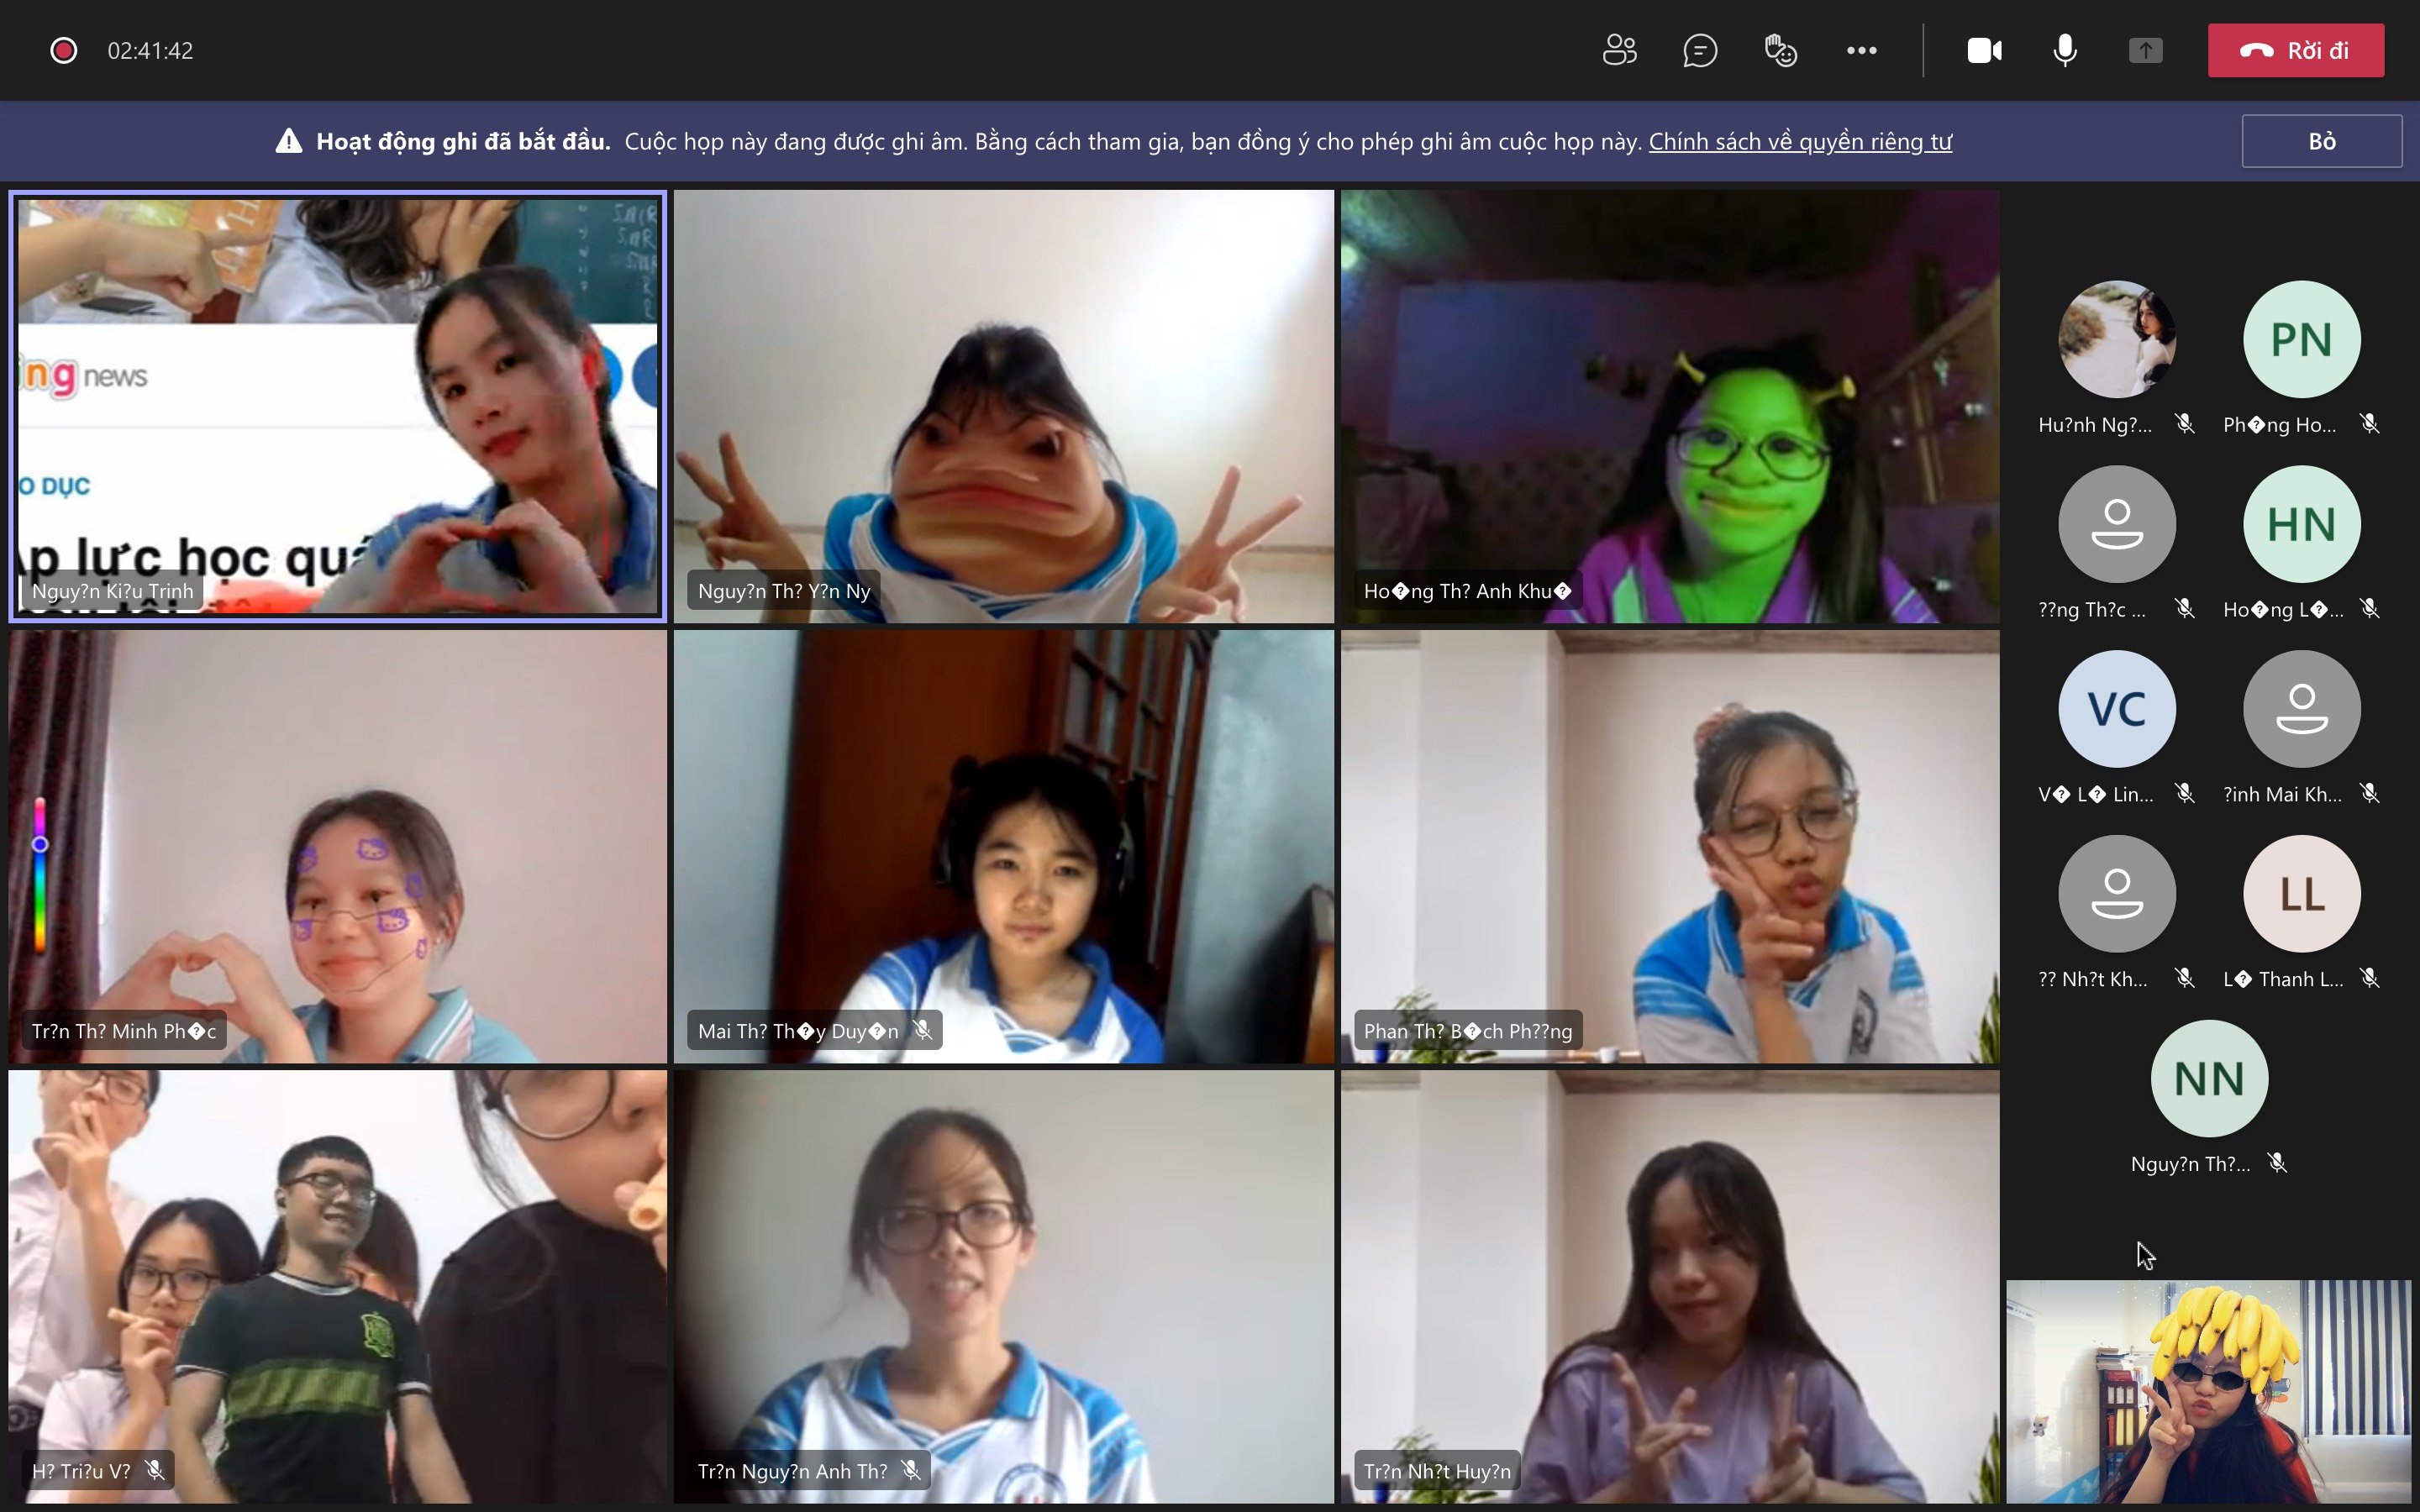 02:41:42
Rời đi
Hoạt động ghi đã bắt đầu. Cuộc họp này đang được ghi âm. Bằng cách tham gia, bạn đồng ý cho phép ghi âm cuộc họp này. Chính sách về quyền riêng tư
Bỏ
ing news
O DỤC
Áp lực học quá
Nguy?n Ki?u Trinh
Nguy?n Th? Y?n Ny
Ho�ng Th? Anh Khu�
Tr?n Th? Minh Ph�c
Mai Th? Th�y Duy�n
Phan Th? B�ch Ph??ng
H? Tri?u V?
Tr?n Nguy?n Anh Th?
Tr?n Nh?t Huy?n
PN
Hu?nh Ng?...
Ph�ng Ho...
HN
??ng Th?c ...
Ho�ng L�...
VC
V� L� Lin...
?inh Mai Kh...
LL
?? Nh?t Kh...
L� Thanh L...
NN
Nguy?n Th?...